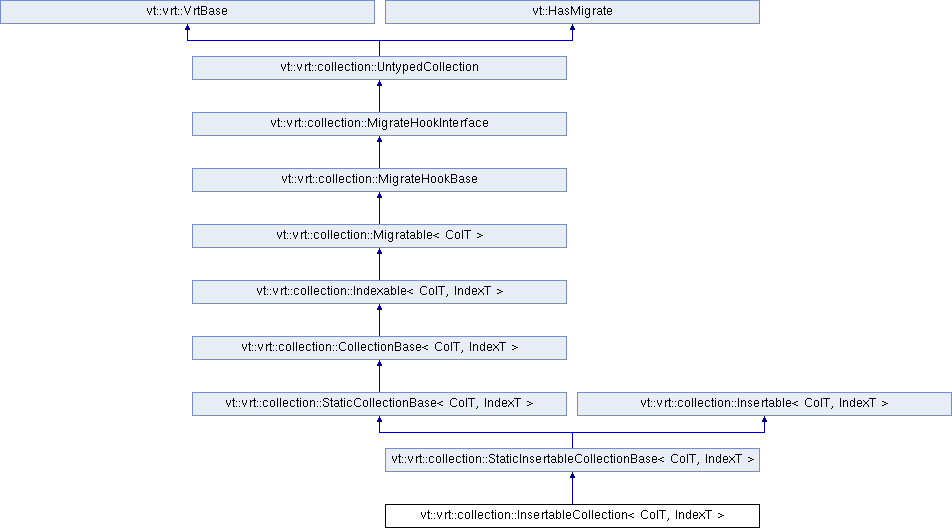 vt::vrt::VrtBase
vt::HasMigrate
vt::vrt::collection::UntypedCollection
vt::vrt::collection::MigrateHookInterface
vt::vrt::collection::MigrateHookBase
vt::vrt::collection::Migratable< ColT >
vt::vrt::collection::Indexable< ColT, IndexT >
vt::vrt::collection::CollectionBase< ColT, IndexT >
vt::vrt::collection::StaticCollectionBase< ColT, IndexT >
vt::vrt::collection::Insertable< ColT, IndexT >
vt::vrt::collection::StaticInsertableCollectionBase< ColT, IndexT >
vt::vrt::collection::InsertableCollection< ColT, IndexT >